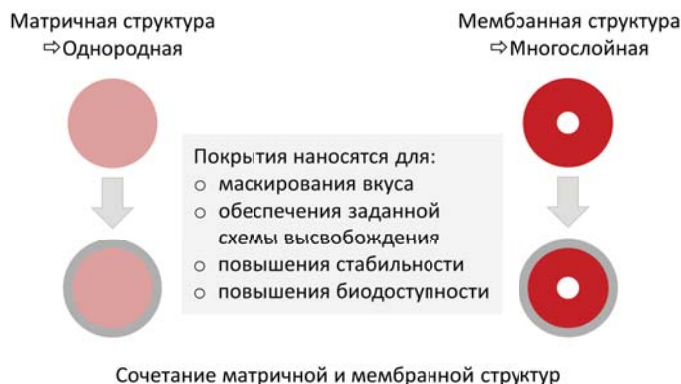 Матричная структура
⇨Однородная
Мембранная структура
⇨Многослойная
Покрытия наносятся для:
o маскирования вкуса
o обеспечения заданной
схемы высвобождения
o повышения стабильности
o повышения биодоступности
Сочетание матричной и мембранной структур